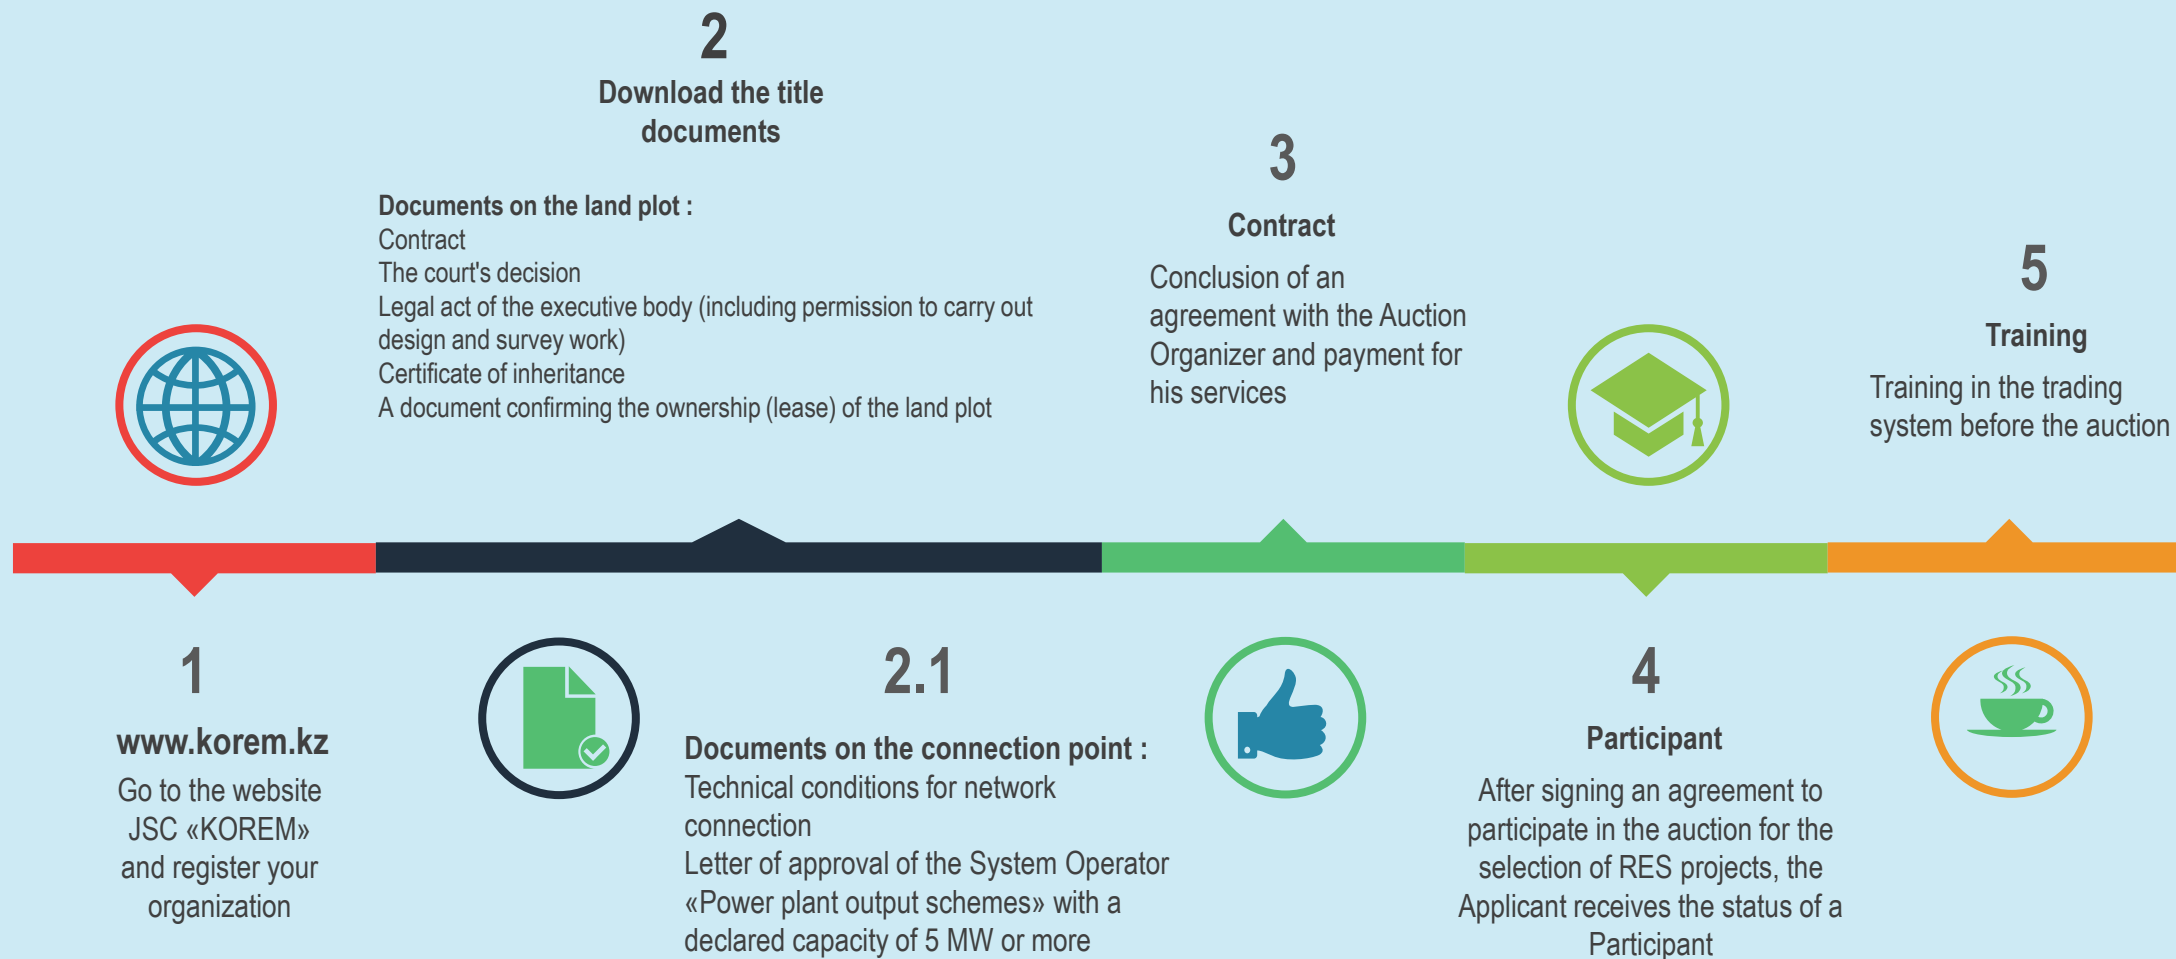 1
www.korem.kz
Go to the website
JSC «KOREM»
and register your
organization
2
Download the title
documents
Documents on the land plot :
Contract
The court's decision
Legal act of the executive body (including permission to carry out
design and survey work)
Certificate of inheritance
A document confirming the ownership (lease) of the land plot
2.1
Documents on the connection point :
Technical conditions for network
connection
Letter of approval of the System Operator
«Power plant output schemes» with a
declared capacity of 5 MW or more
3
Contract
Conclusion of an
agreement with the Auction
Organizer and payment for
his services
4
Participant
After signing an agreement to
participate in the auction for the
selection of RES projects, the
Applicant receives the status of a
Participant
5
Training
Training in the trading
system before the auction